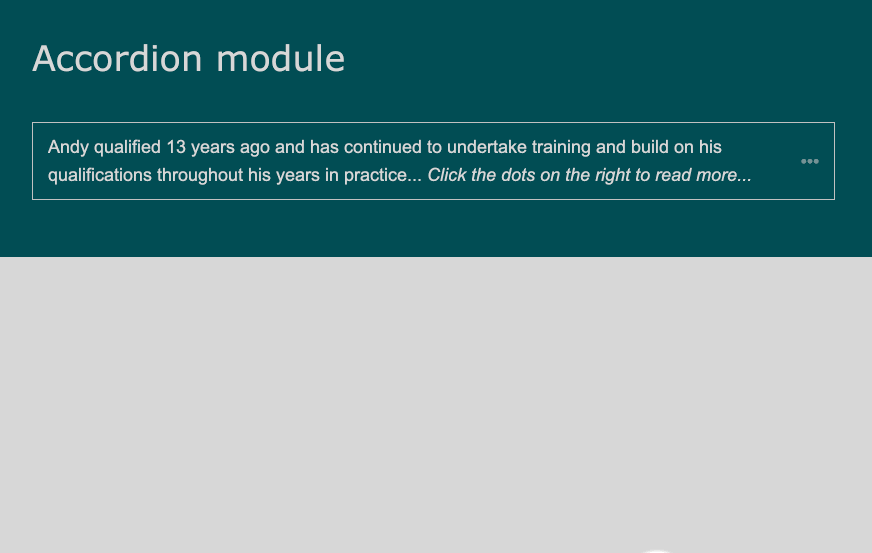 Accordion module
Andy qualified 13 years ago and has continued to undertake training and build on his
qualifications throughout his years in practice... Click the dots on the right to read more...